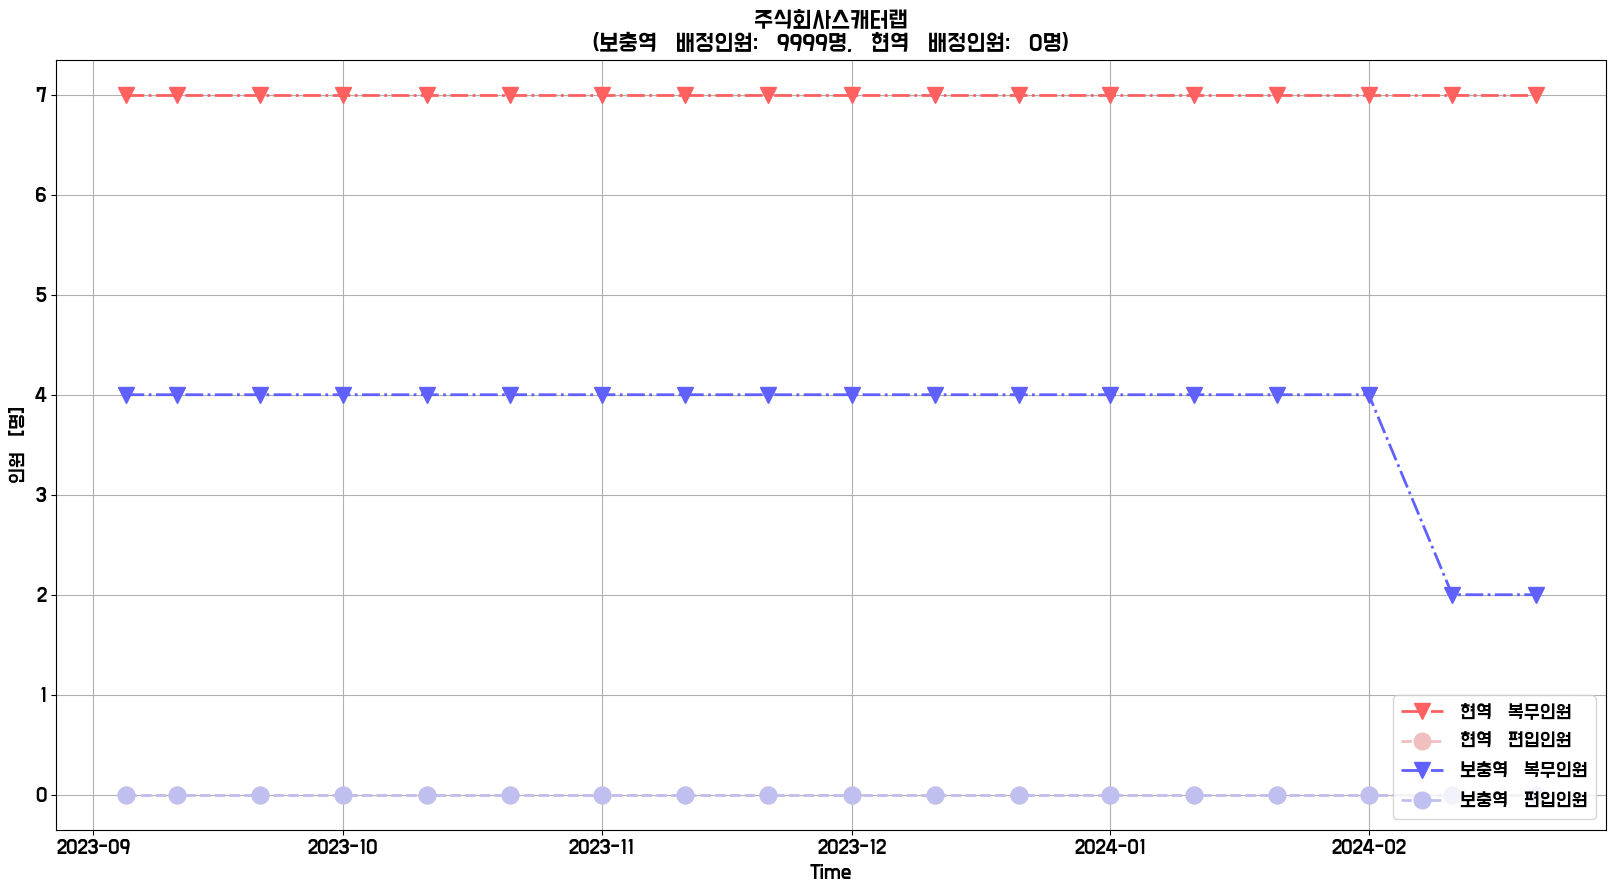 주식회사스캐터랩
(보충역 배정인원: 9999명, 현역 배정인원: 0명)
인원 [명]
7
6
5
4
3
2
1
0
현역 복무인원
현역 편입인원
보충역 복무인원
보충역 편입인원
2023-09 2023-10 2023-11 2023-12 2024-01 2024-02
Time